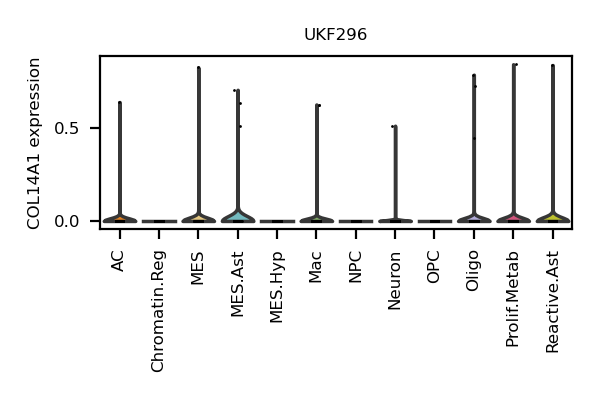 UKF296
COL14A1 expression
0.5
0.0
AC
Chromatin.Reg
MES
MES.Ast
MES.Hyp
Mac
NPC
Neuron
OPC
Oligo
Prolif.Metab
Reactive.Ast